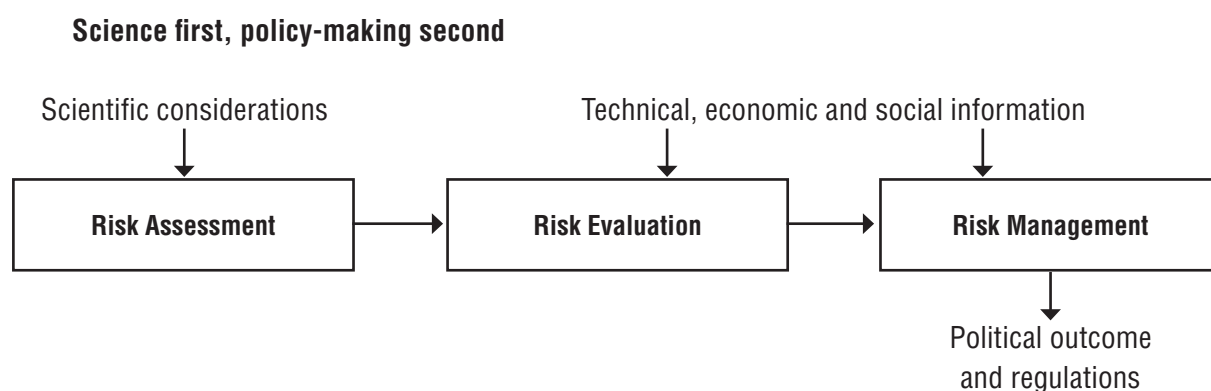 Science first, policy-making second
Scientific considerations
Technical, economic and social information
Risk Assessment
Risk Evaluation
Risk Management
Political outcome
and regulations